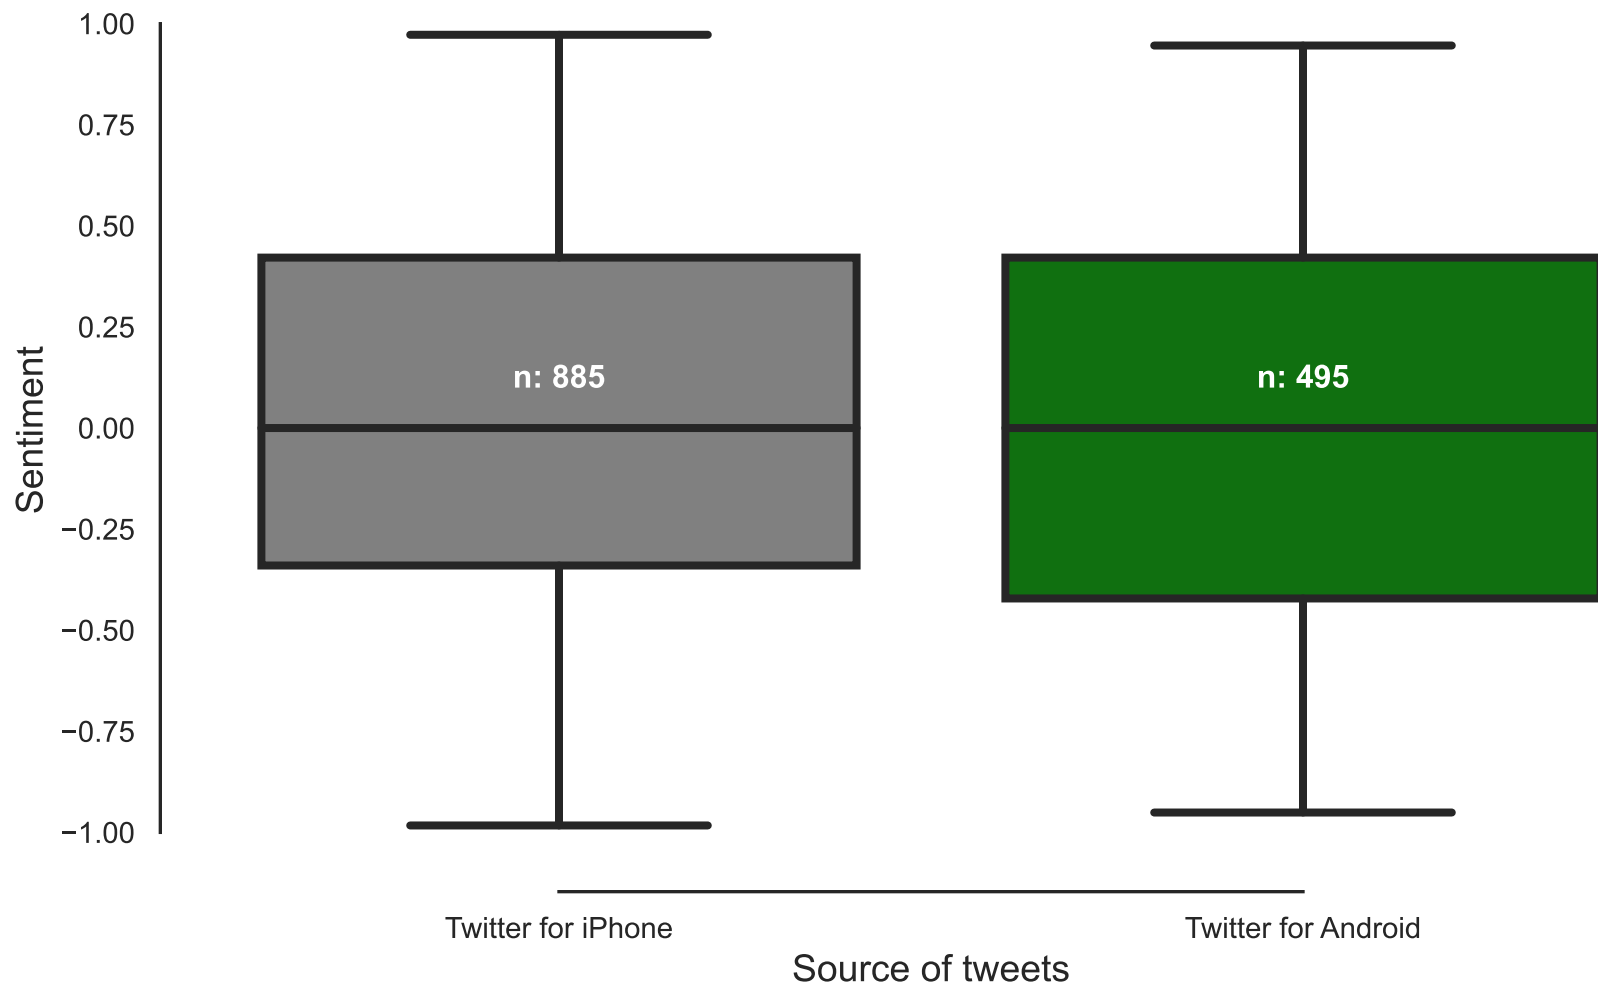 1.00
0.75
0.50
0.25
0.00
−0.25
−0.50
−0.75
−1.00
Sentiment
n: 885
n: 495
Twitter for iPhone
Twitter for Android
Source of tweets